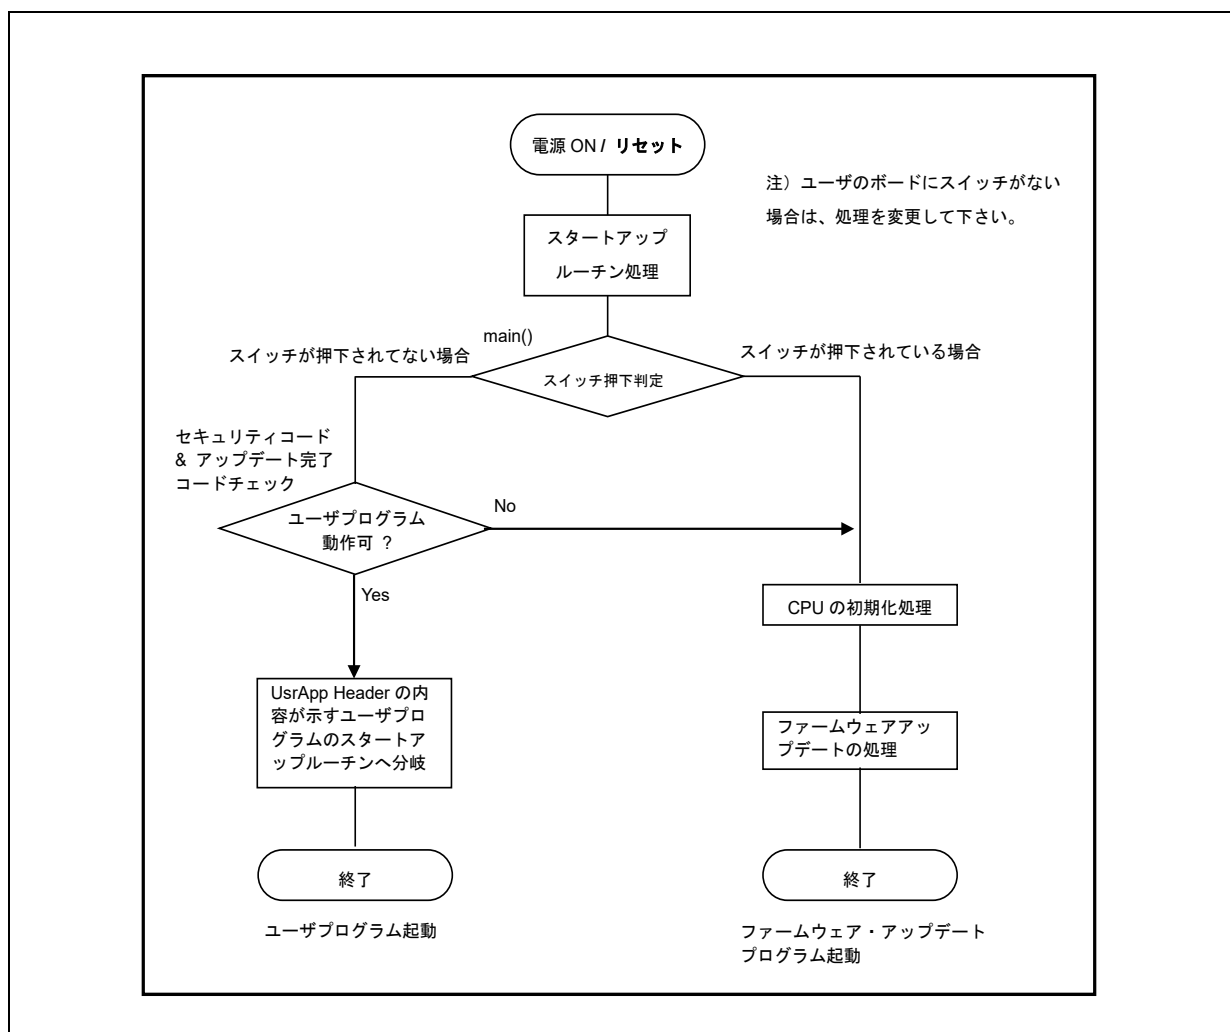 電源 ON / リセット
注）ユーザのボードにスイッチがない
場合は、処理を変更して下さい。
スタートアップ
ルーチン処理
main()
スイッチが押下されてない場合
スイッチが押下されている場合
スイッチ押下判定
セキュリティコード
& アップデート完了
コードチェック
No
ユーザプログラム
動作可 ?
Yes
CPU の初期化処理
UsrApp Header の内
容が示すユーザプロ
グラムのスタートア
ップルーチンへ分岐
ファームウェアアッ
プデートの処理
終了
終了
ユーザプログラム起動
ファームウェア・アップデート
プログラム起動